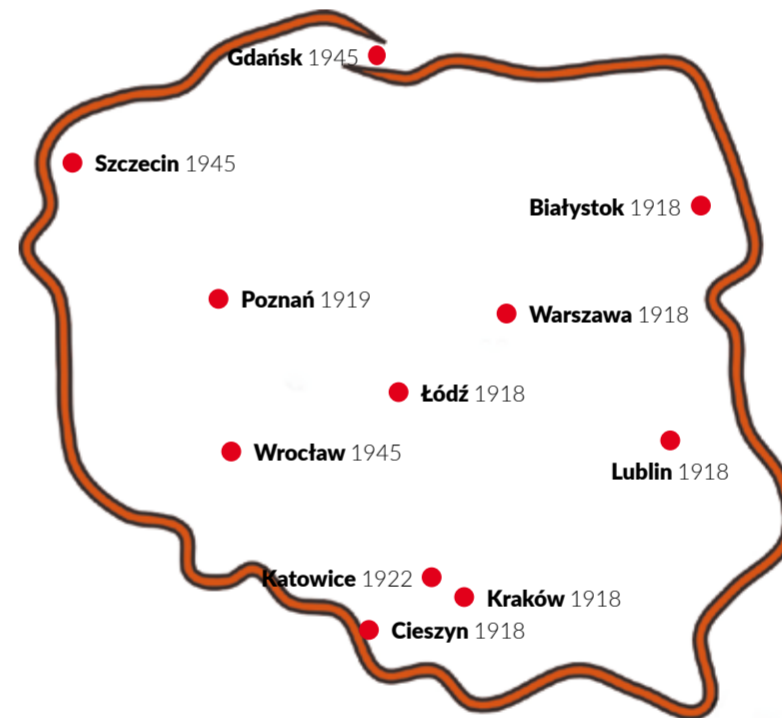 Gdańsk 1945
Szczecin 1945
Białystok 1918
Poznań 1919
Warszawa 1918
Łódź 1918
Wrocław 1945
Lublin 1918
Katowice 1922
Kraków 1918
Cieszyn 1918